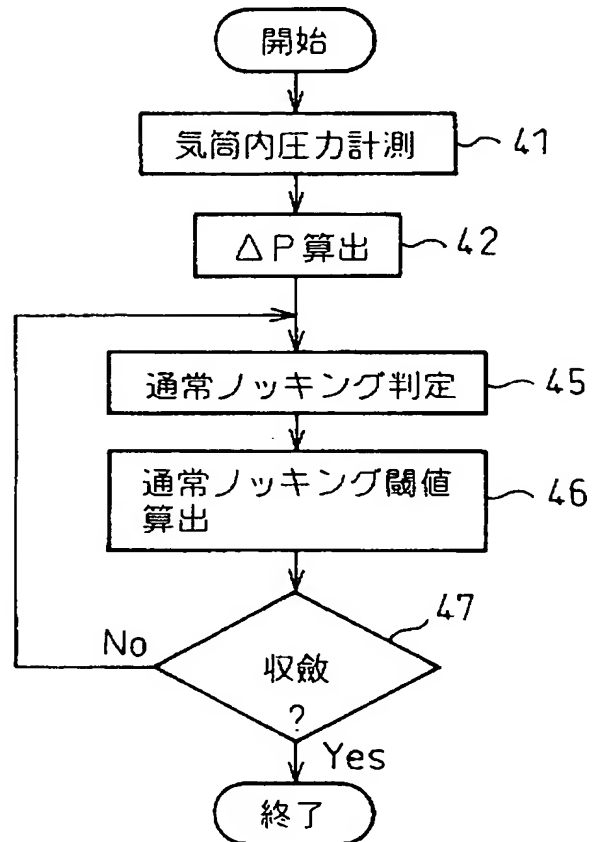 開始
気筒内圧力計測
41
△P算出
42
通常ノッキング判定
45
通常ノッキング閾値
算出
46
47
No
収斂
?
Yes
終了